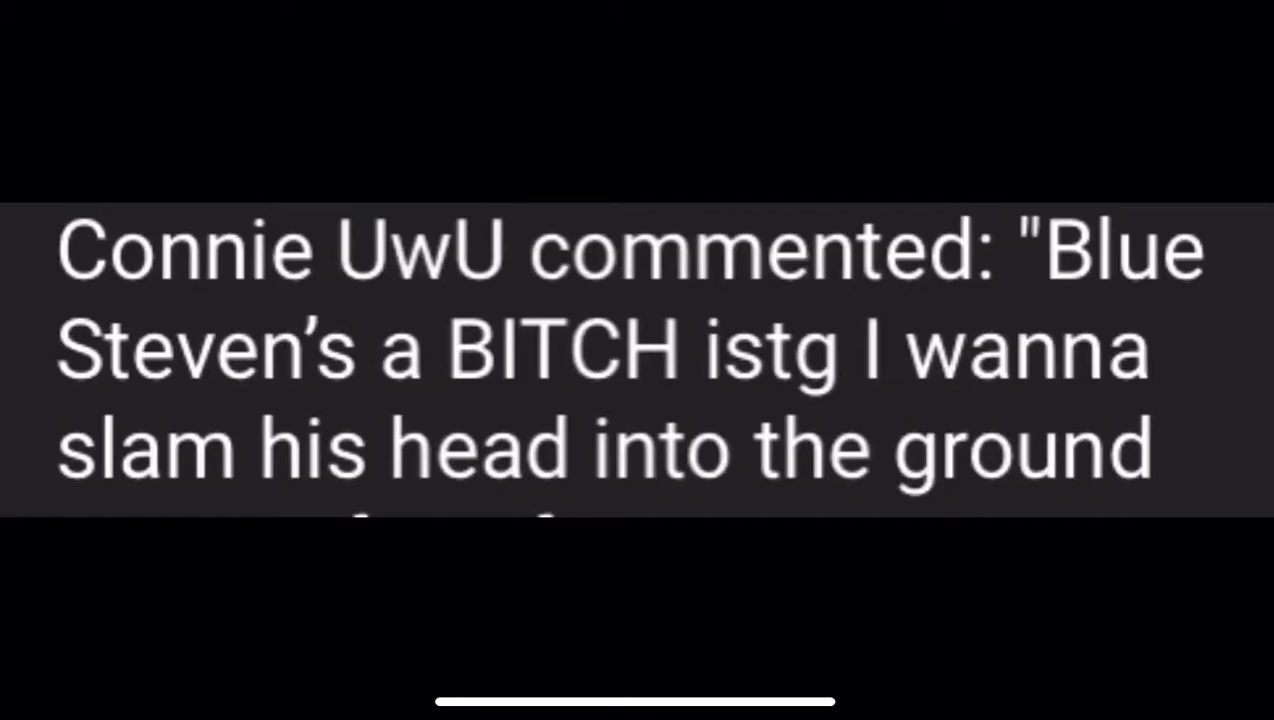 Connie UwU commented: "Blue
Steven’s a BITCH istg I wanna
slam his head into the ground